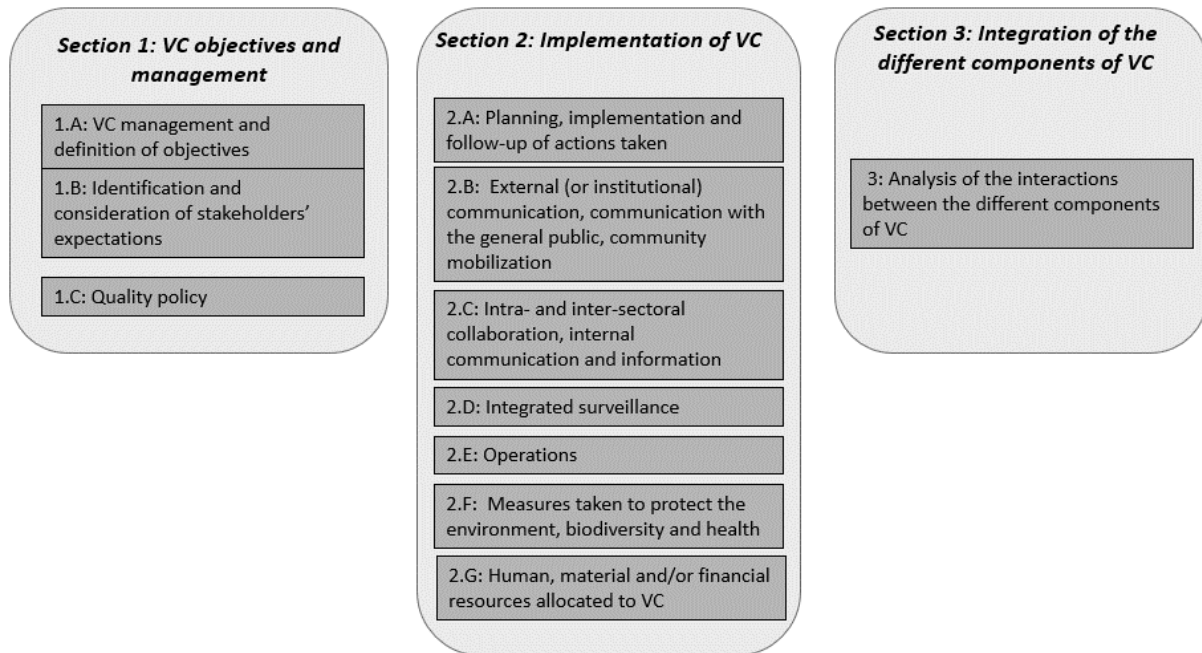 Section 1: VC objectives and
management
1.A: VC management and
definition of objectives
1.B: Identification and
consideration of stakeholders’
expectations
1.C: Quality policy
Section 2: Implementation of VC
2.A: Planning, implementation and
follow-up of actions taken
2.B:  External (or institutional)
communication, communication with
the general public, community
mobilization
2.C: Intra- and inter-sectoral
collaboration, internal
communication and information
2.D: Integrated surveillance
2.E: Operations
2.F:  Measures taken to protect the
environment, biodiversity and health
2.G: Human, material and/or financial
resources allocated to VC
Section 3: Integration of the
different components of VC
3: Analysis of the interactions
between the different components
of VC